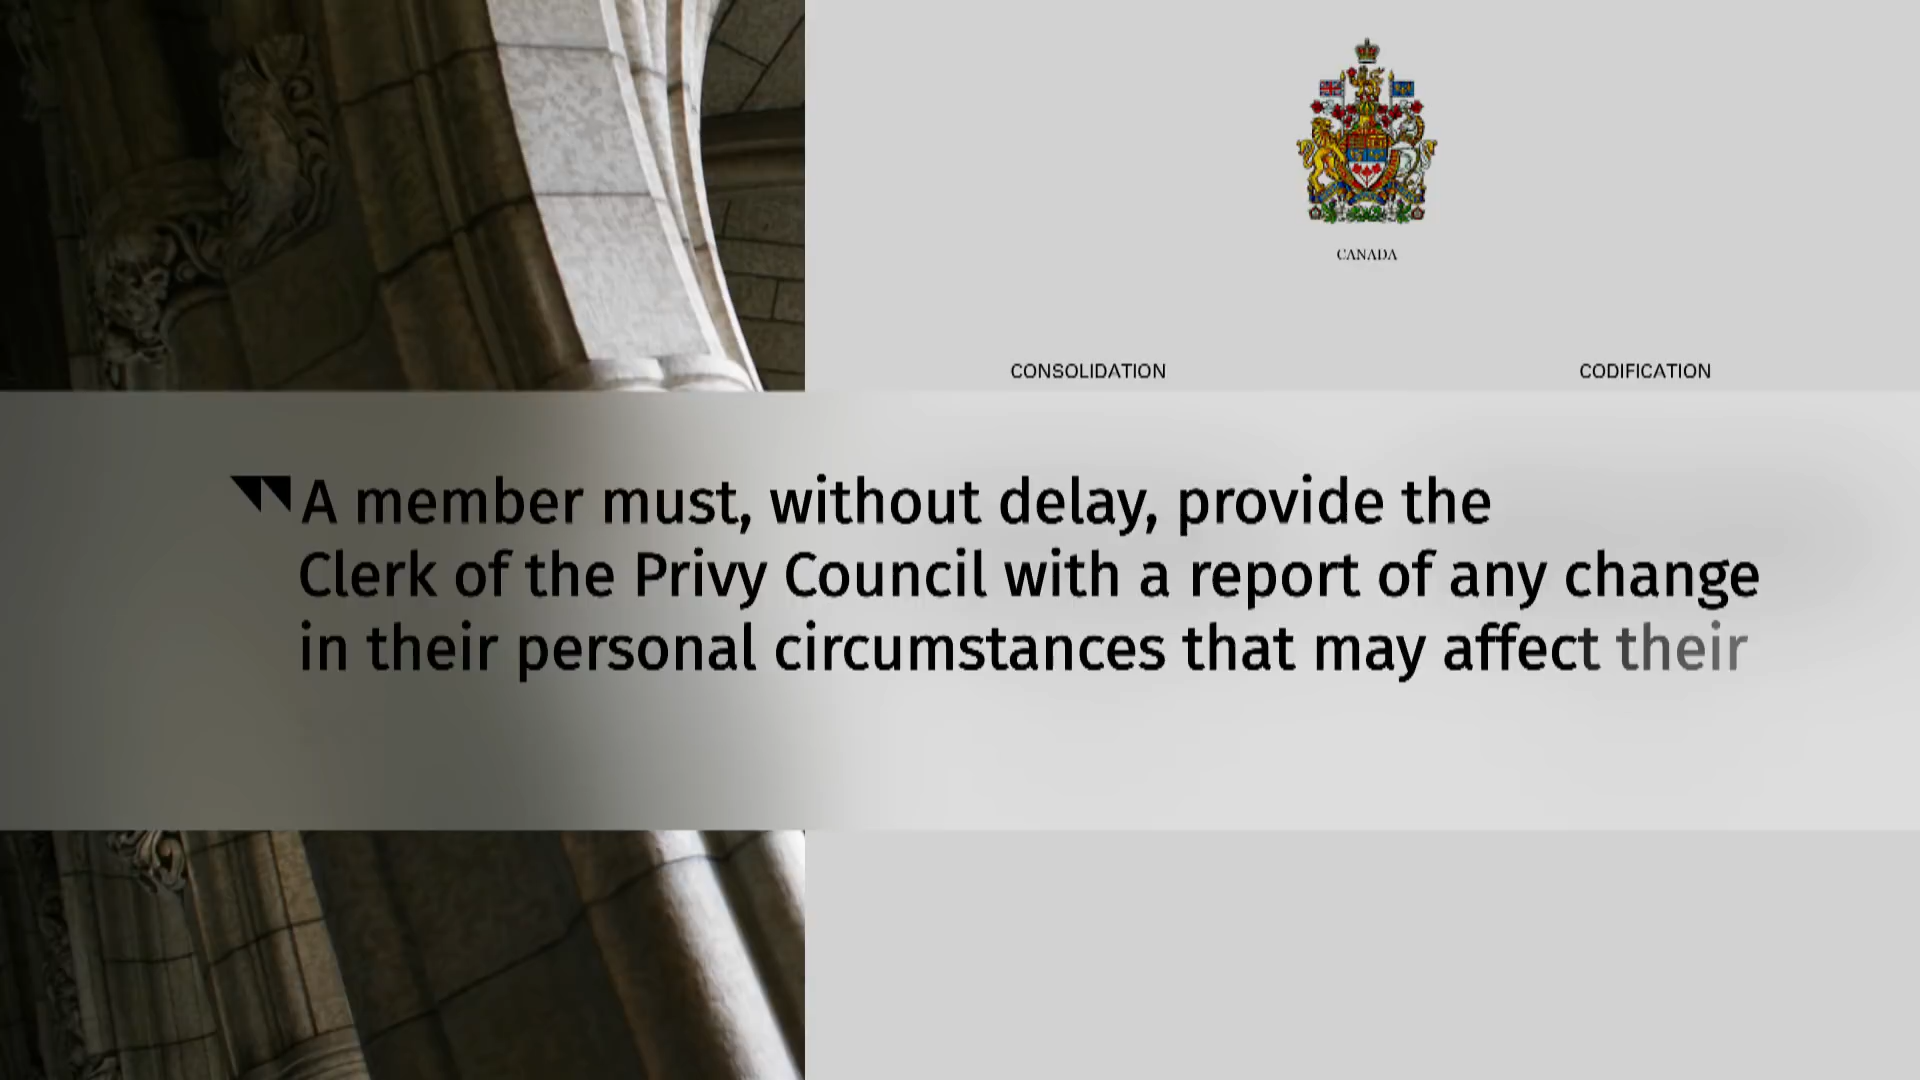 CANADA
CONSOLIDATION
CODIFICATION
A member must, without delay, provide the
Clerk of the Privy Council with a report of any change
in their personal circumstances that may affect their